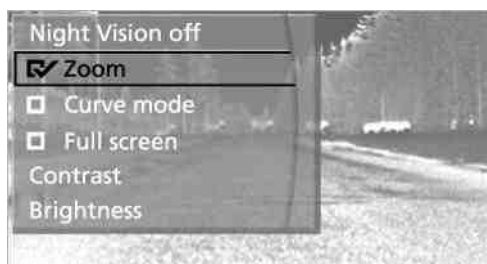 Night Vision off
Zoom
Curve mode
Full screen
Contrast
Brightness